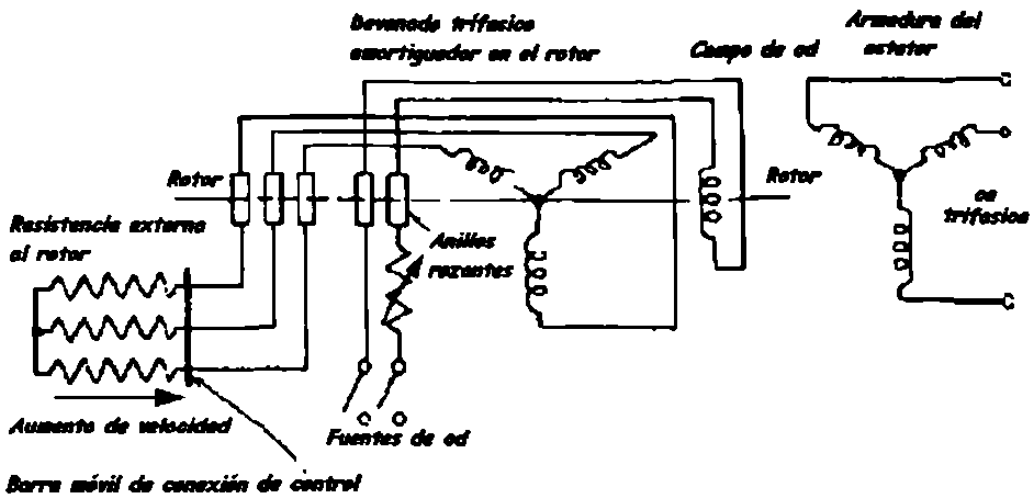 Devanado trifasico
amortiguador en el rotor
Campo de cd
Armadura del
estator
Rotor
Rotor
ca
trifasica
Resistencia externa
al rotor
Anillos
rozantes
Aumento de velocidad
Fuentes de cd
Barra móvil de conexión de control